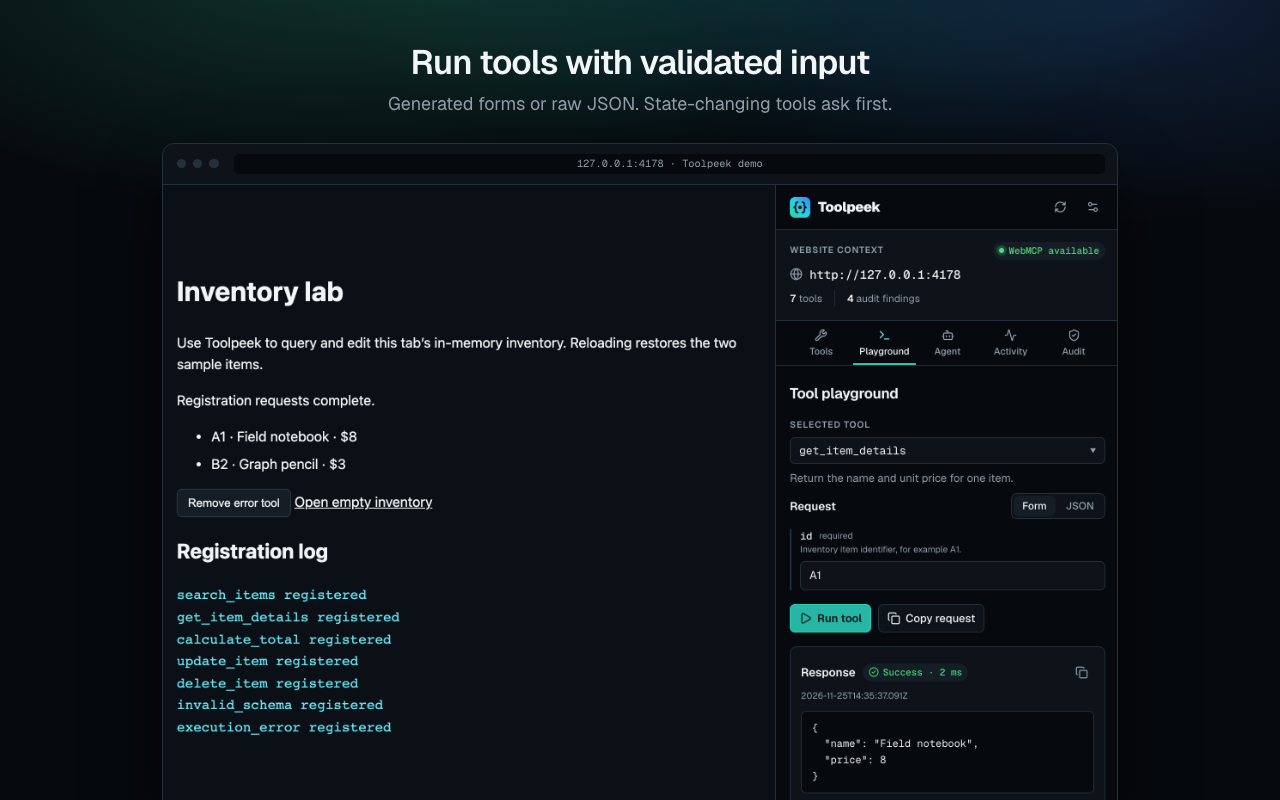 Run tools with validated input
Generated forms or raw JSON. State-changing tools ask first.
127.0.0.1:4178 · Toolpeek demo
Inventory lab
Use Toolpeek to query and edit this tab's in-memory inventory. Reloading restores the two
sample items.
Registration requests complete.
• A1 · Field notebook · $8
• B2 · Graph pencil · $3
Remove error tool Open empty inventory
Registration log
search_items registered
get_item_details registered
calculate_total registered
update_item registered
delete_item registered
invalid_schema registered
execution_error registered
Toolpeek
WEBSITE CONTEXT WebMCP available
http://127.0.0.1:4178
7 tools 4 audit findings
Tools Playground Agent Activity Audit
Tool playground
SELECTED TOOL
get_item_details
Return the name and unit price for one item.
Request Form JSON
id required
Inventory item identifier, for example A1.
A1
Run tool Copy request
Response Success · 2 ms
2026-11-25T14:35:37.091Z
{
"name": "Field notebook",
"price": 8
}